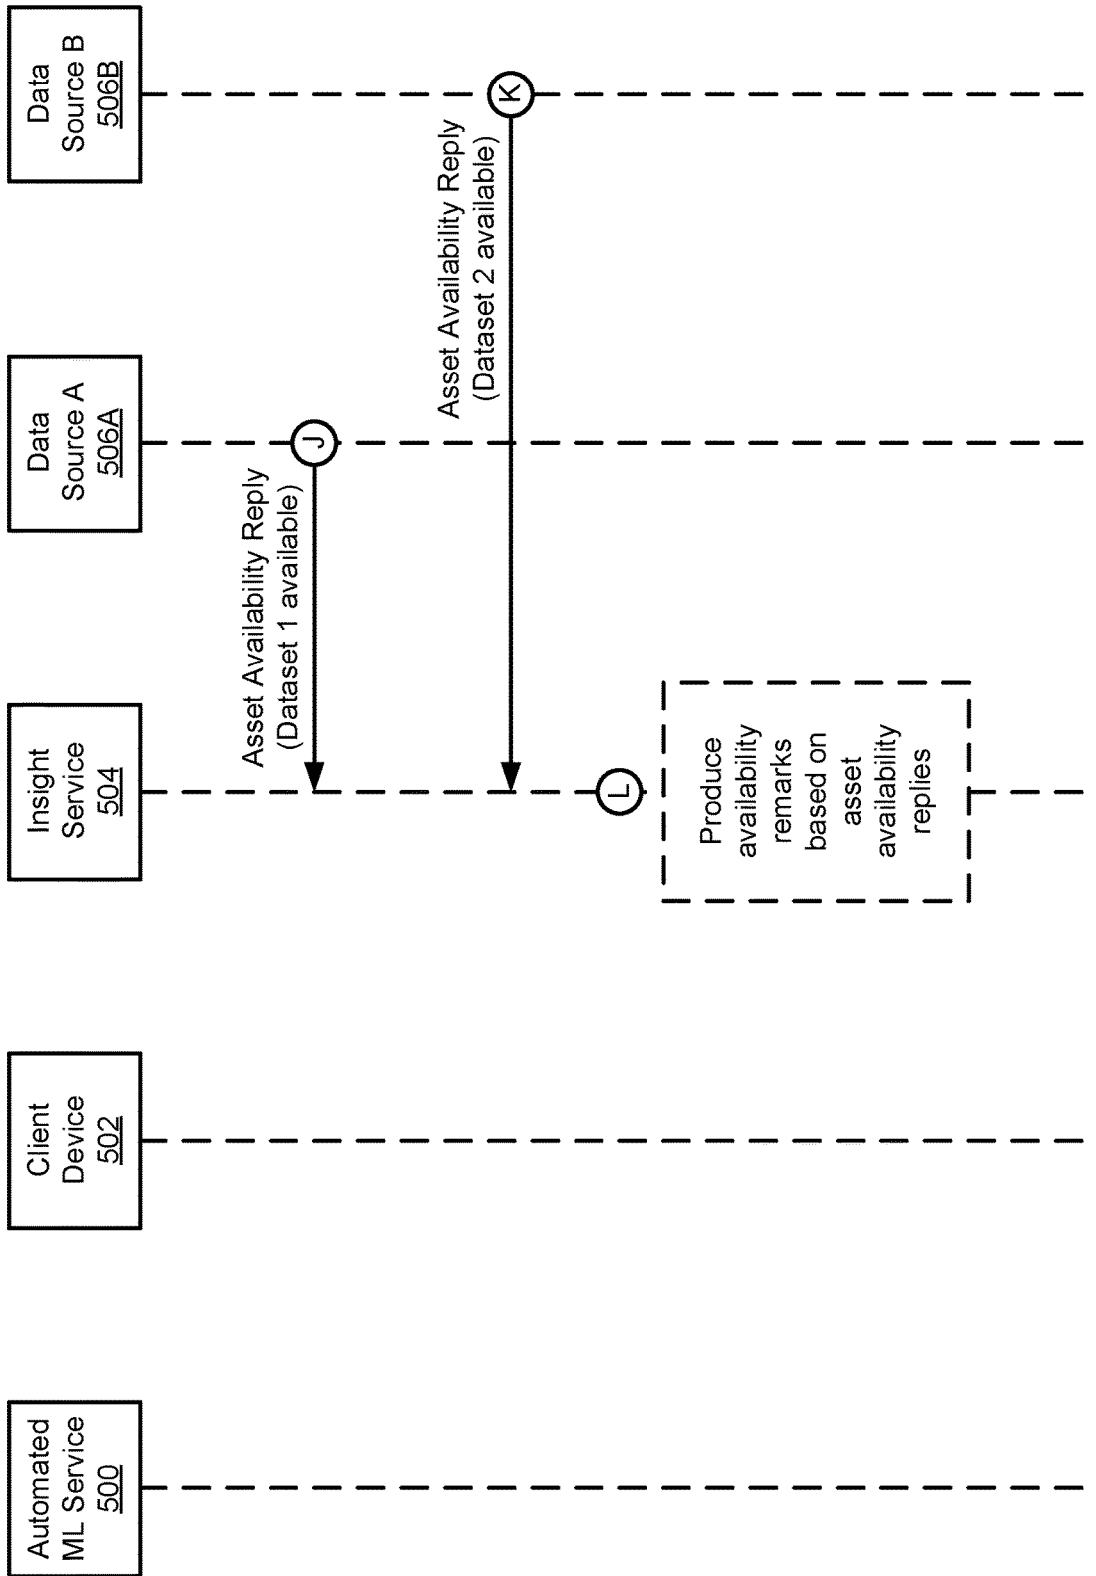 Automated
ML Service
500
Client
Device
502
Insight
Service
504
Data
Source A
506A
Data
Source B
506B
Asset Availability Reply
(Dataset 1 available)
J
Asset Availability Reply
(Dataset 2 available)
K
L
Produce
availability
remarks
based on
asset
availability
replies